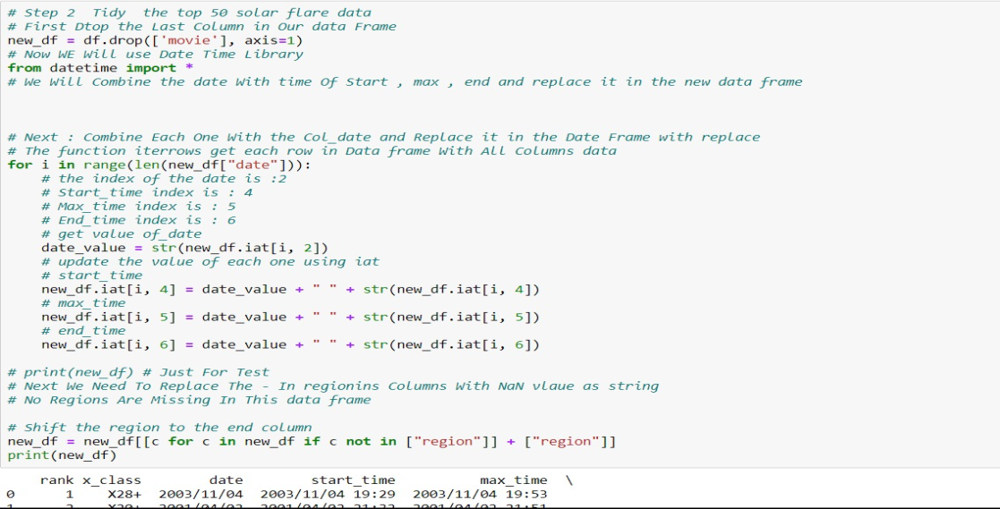 # Step 2  Tidy  the top 50 solar flare data
# First Dtop the Last Column in Our data Frame
new_df = df.drop(['movie'], axis=1)
# Now WE Will use Date Time Library
from datetime import *
# We Will Combine the date With time Of Start , max , end and replace it in the new data frame
# Next : Combine Each One With the Col_date and Replace it in the Date Frame with replace
# The function iterrows get each row in Data frame With All Columns data
for i in range(len(new_df["date"])):
    # the index of the date is :2
    # Start_time index is : 4
    # Max_time index is : 5
    # End_time index is : 6
    # get value of_date
    date_value = str(new_df.iat[i, 2])
    # update the value of each one using iat
    # start_time
    new_df.iat[i, 4] = date_value + " " + str(new_df.iat[i, 4])
    # max_time
    new_df.iat[i, 5] = date_value + " " + str(new_df.iat[i, 5])
    # end_time
    new_df.iat[i, 6] = date_value + " " + str(new_df.iat[i, 6])
# print(new_df) # Just For Test
# Next We Need To Replace The - In regionins Columns With NaN vlaue as string
# No Regions Are Missing In This data frame
# Shift the region to the end column
new_df = new_df[[c for c in new_df if c not in ["region"]] + ["region"]]
print(new_df)
rank x_class date start_time max_time \
0 1 X28+ 2003/11/04 2003/11/04 19:29 2003/11/04 19:53